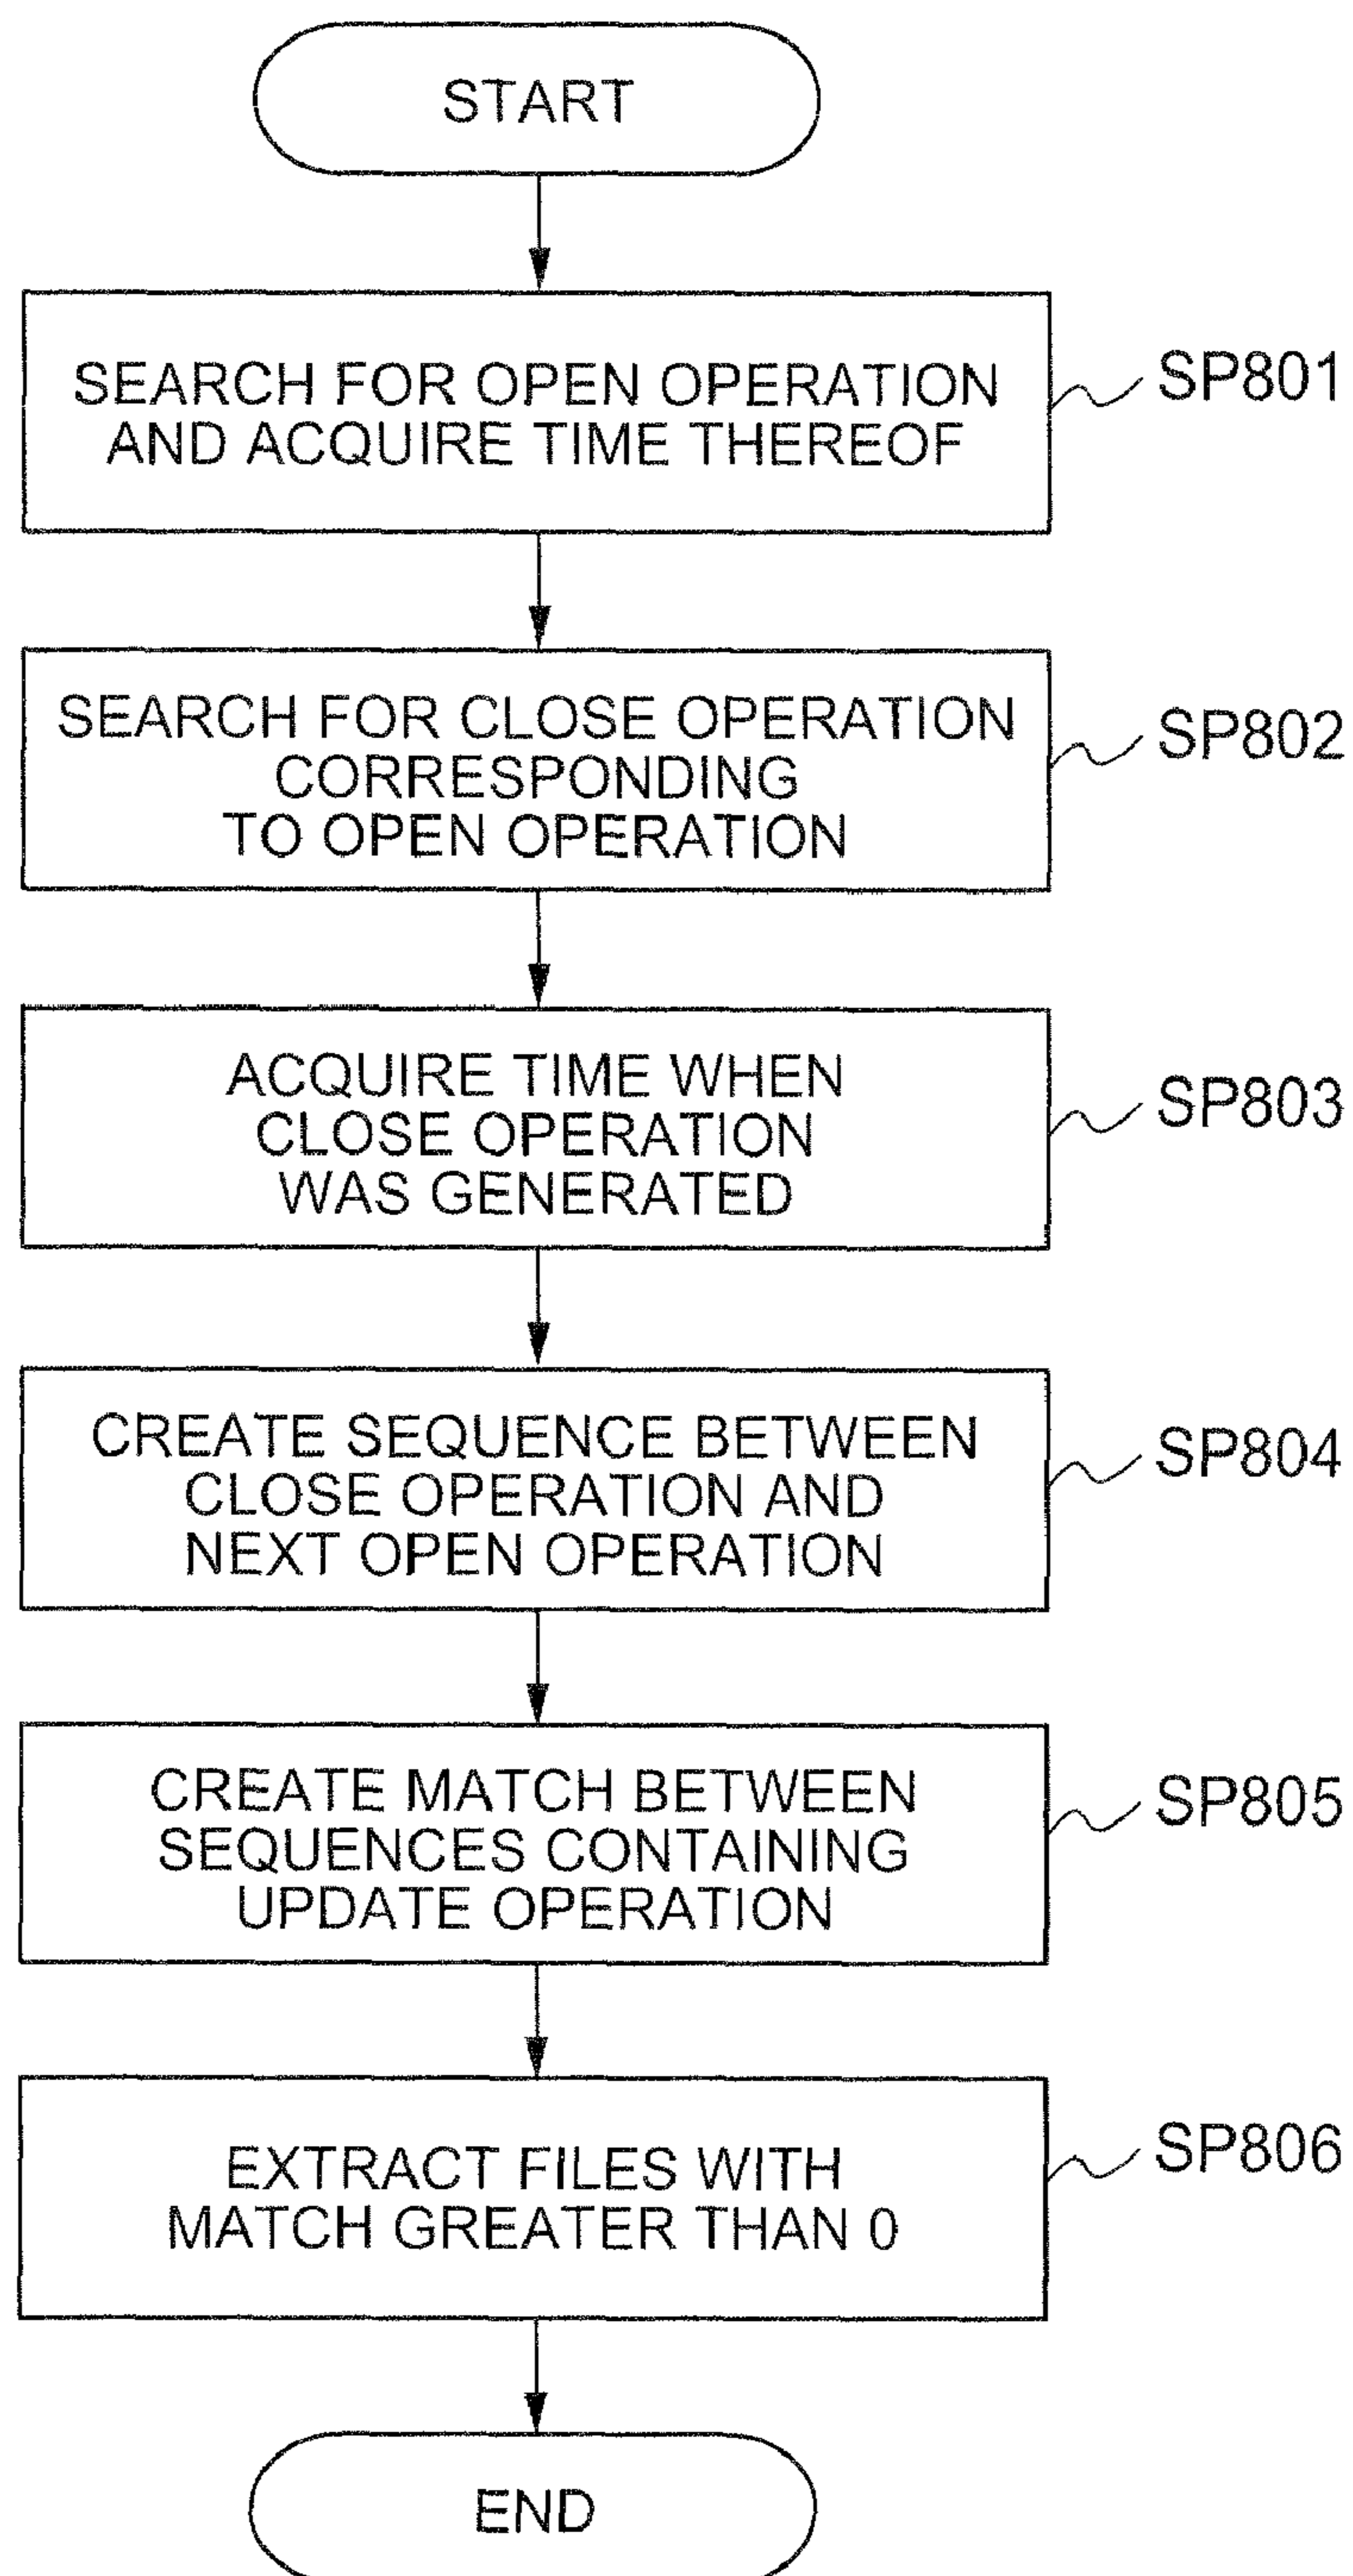 START
SEARCH FOR OPEN OPERATION
AND ACQUIRE TIME THEREOF
SP801
SEARCH FOR CLOSE OPERATION
CORRESPONDING
TO OPEN OPERATION
SP802
ACQUIRE TIME WHEN
CLOSE OPERATION
WAS GENERATED
SP803
CREATE SEQUENCE BETWEEN
CLOSE OPERATION AND
NEXT OPEN OPERATION
SP804
CREATE MATCH BETWEEN
SEQUENCES CONTAINING
UPDATE OPERATION
SP805
EXTRACT FILES WITH
MATCH GREATER THAN 0
SP806
END